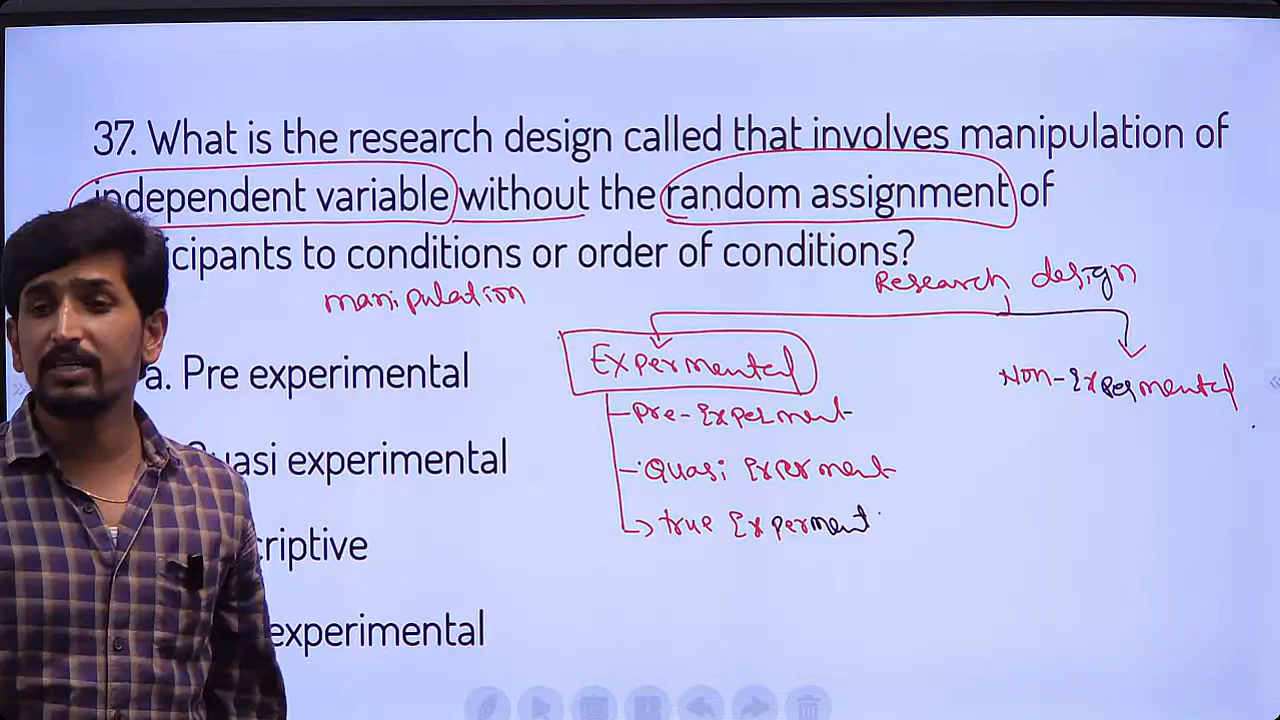 37. What is the research design called that involves manipulation of
independent variable without the random assignment of
icipants to conditions or order of conditions?
manipulation
Research design
Expermental
Non-Expermental
a. Pre experimental
Pre-Experment
Quasi experimental
Quasi Experment
true Experment
criptive
experimental